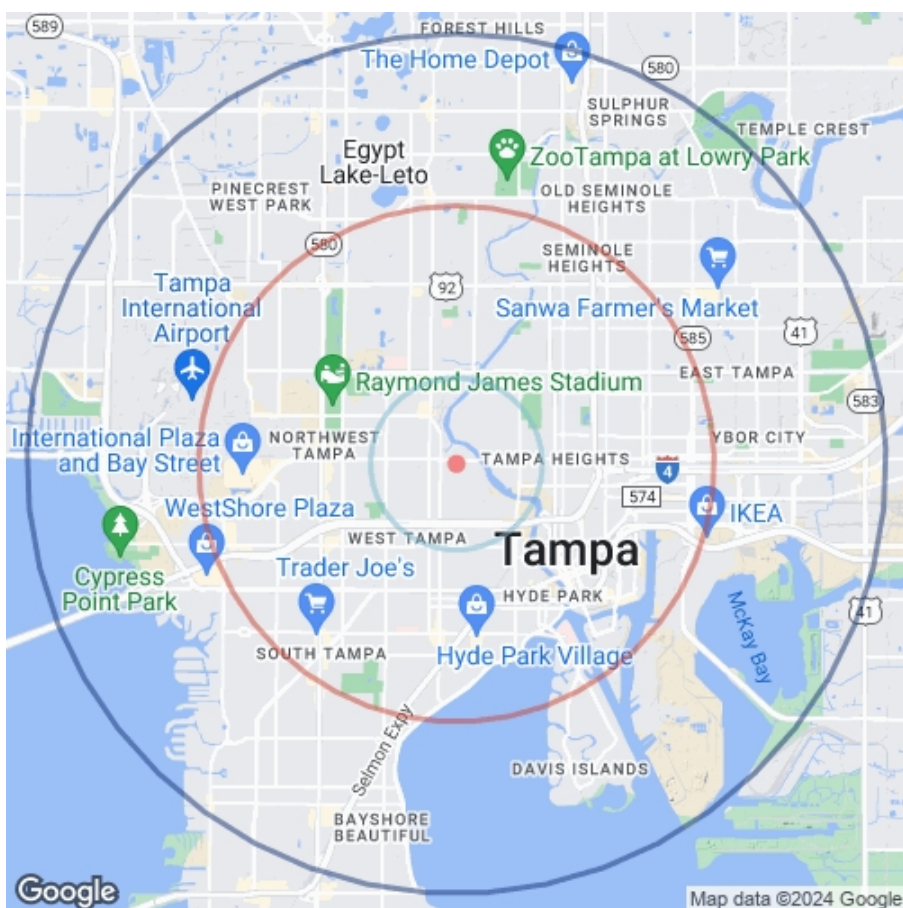 589
FOREST HILLS
The Home Depot
580
SULPHUR
SPRINGS
TEMPLE CREST
Egypt
Lake-Leto
ZooTampa at Lowry Park
PINECREST
WEST PARK
OLD SEMINOLE
HEIGHTS
580
SEMINOLE
HEIGHTS
Tampa
International
Airport
92
Sanwa Farmer's Market
41
585
Raymond James Stadium
EAST TAMPA
583
International Plaza
and Bay Street
NORTHWEST
TAMPA
TAMPA HEIGHTS
YBOR CITY
4
574
WestShore Plaza
IKEA
WEST TAMPA
Tampa
Cypress
Point Park
Trader Joe's
HYDE PARK
41
McKay Bay
SOUTH TAMPA
Hyde Park Village
Selmon Expy
DAVIS ISLANDS
BAYSHORE
BEAUTIFUL
Google
Map data ©2024 Google